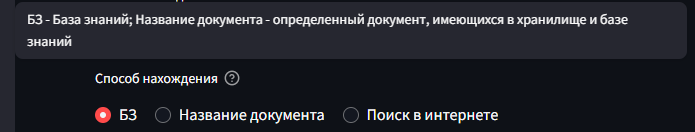 БЗ - База знаний; Название документа - определенный документ, имеющихся в хранилище и базе
знаний
Способ нахождения ?
БЗ Название документа Поиск в интернете